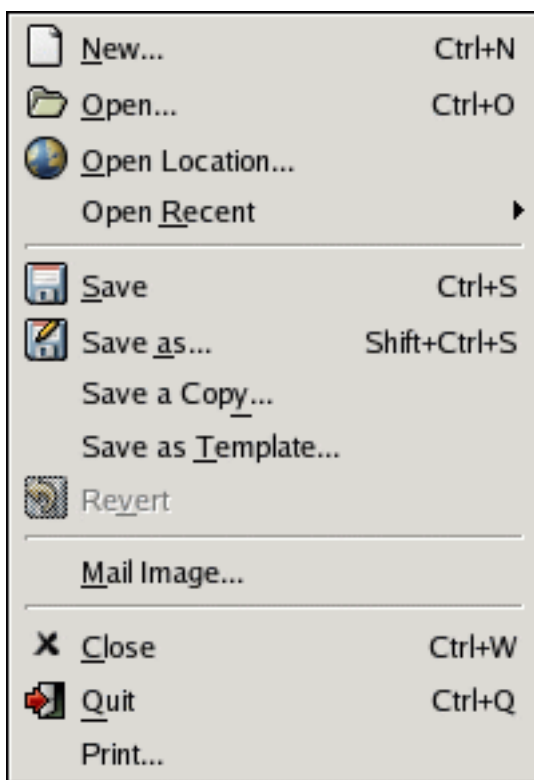 New... Ctrl+N
Open... Ctrl+O
Open Location...
Open Recent
Save Ctrl+S
Save as... Shift+Ctrl+S
Save a Copy...
Save as Template...
Revert
Mail Image...
Close Ctrl+W
Quit Ctrl+Q
Print...